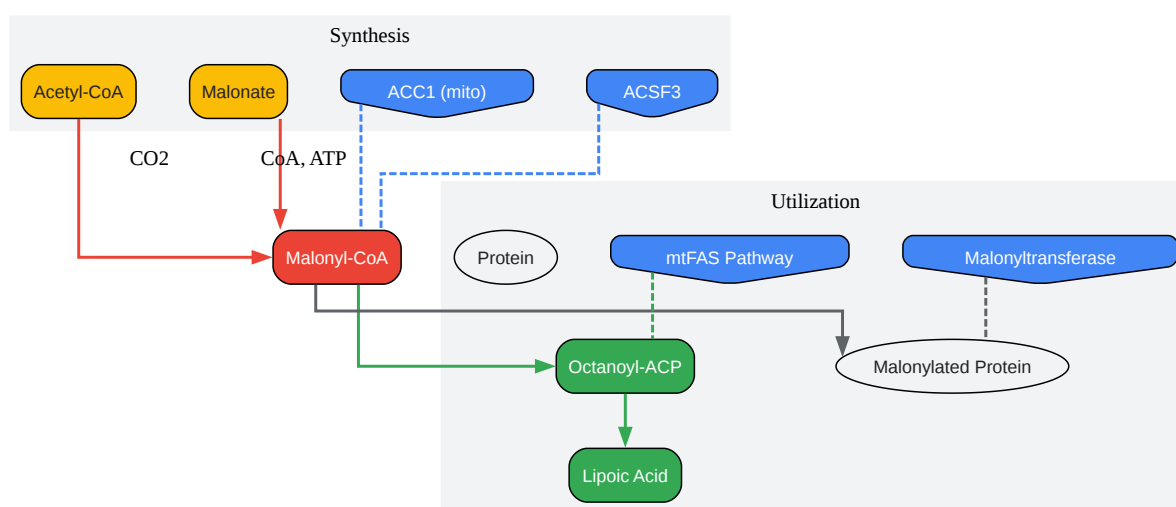 Synthesis
Acetyl-CoA
Malonate
ACC1 (mito)
ACSF3
CO2
CoA, ATP
Utilization
Malonyl-CoA
Protein
mtFAS Pathway
Malonyltransferase
Octanoyl-ACP
Malonylated Protein
Lipoic Acid